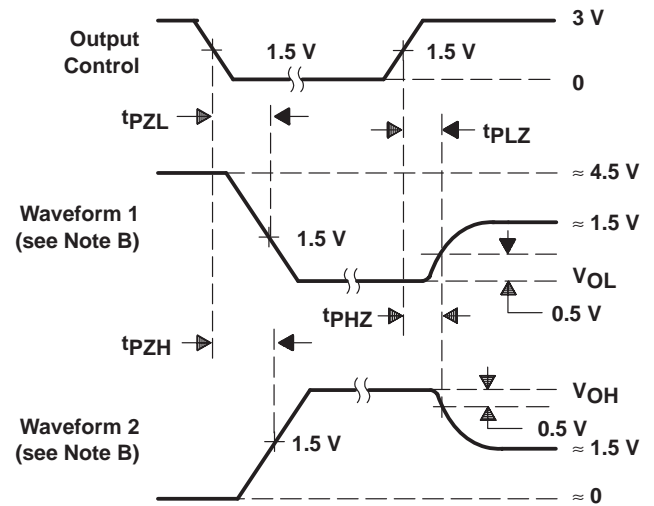 3 V
Output
Control
1.5 V
1.5 V
0
tPZL
tPLZ
≈ 4.5 V
Waveform 1
(see Note B)
1.5 V
≈ 1.5 V
VOL
0.5 V
tPHZ
tPZH
VOH
0.5 V
Waveform 2
(see Note B)
1.5 V
≈ 1.5 V
≈ 0